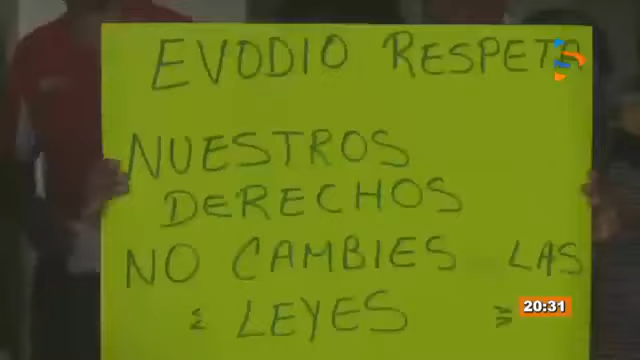 EVODIO RESPETA
NUESTROS
DERECHOS
NO CAMBIES LAS
LEYES
20:31